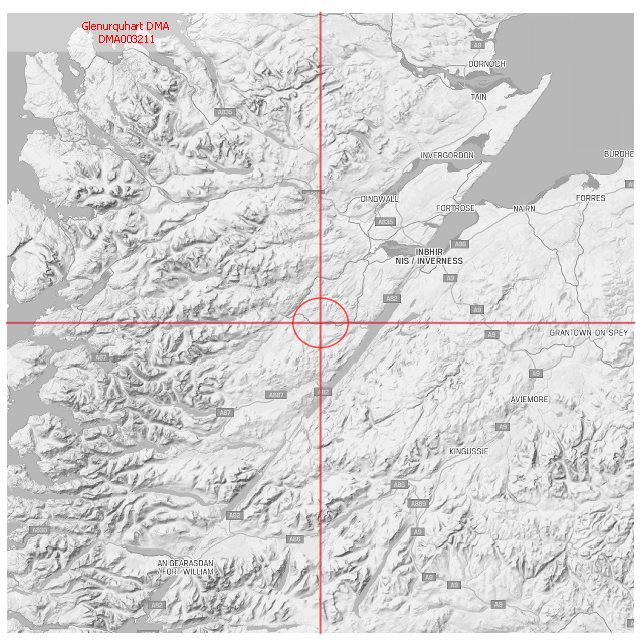 Glenurquhart DMA
DMA003211
A9
DORNOCH
TAIN
A835
INVERGORDON
BURGHE
DINGWALL
FORTROSE
NAIRN
FORRES
A835
A96
INBHIR
NIS / INVERNESS
A9
A82
A9
A9
GRANTOWN-ON-SPEY
A87
A9
A887
A82
AVIEMORE
A87
A9
KINGUSSIE
A86
A889
A82
A830
A9
A86
AN GEARASDAN
/ FORT WILLIAM
A9
A9
A82
A9